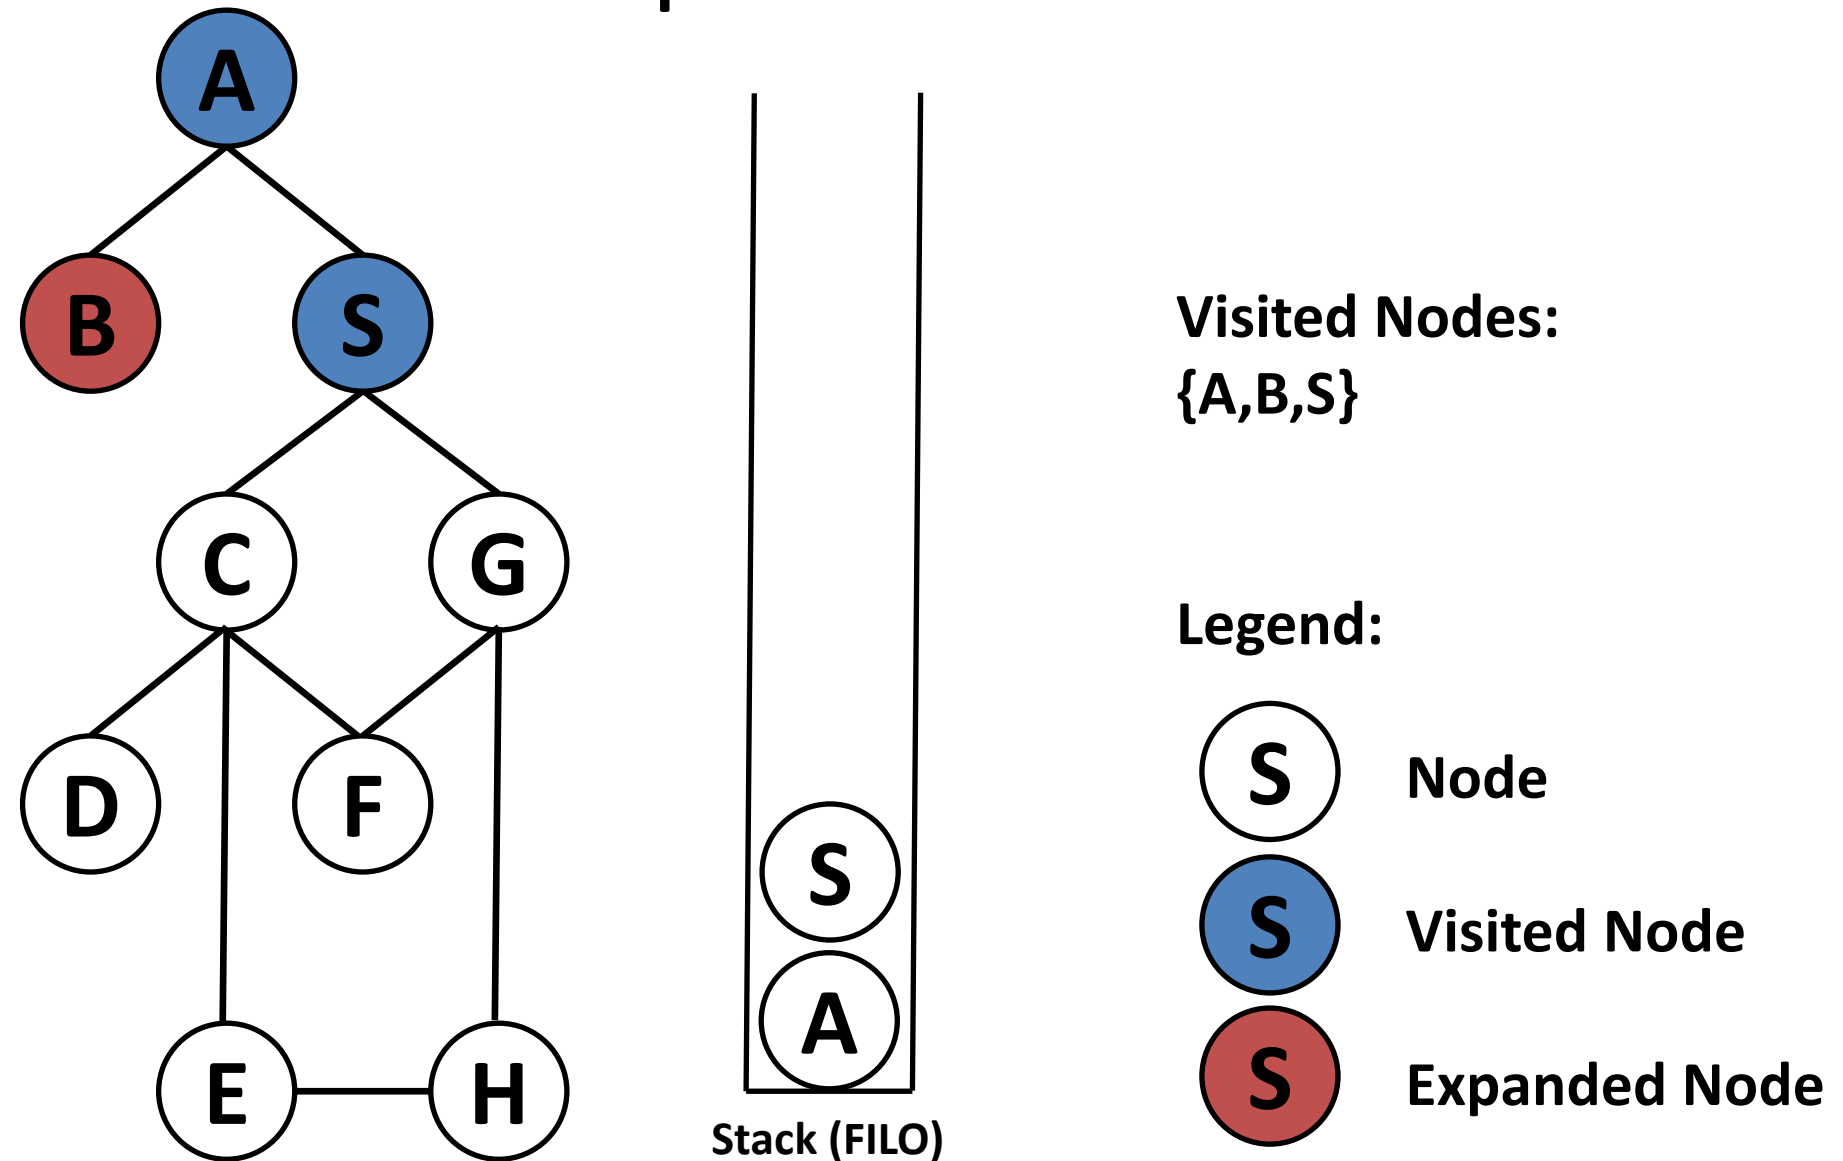 A
B
S
C
G
D
F
E
H
S
A
Stack (FILO)
Visited Nodes:
{A,B,S}
Legend:
S Node
S Visited Node
S Expanded Node